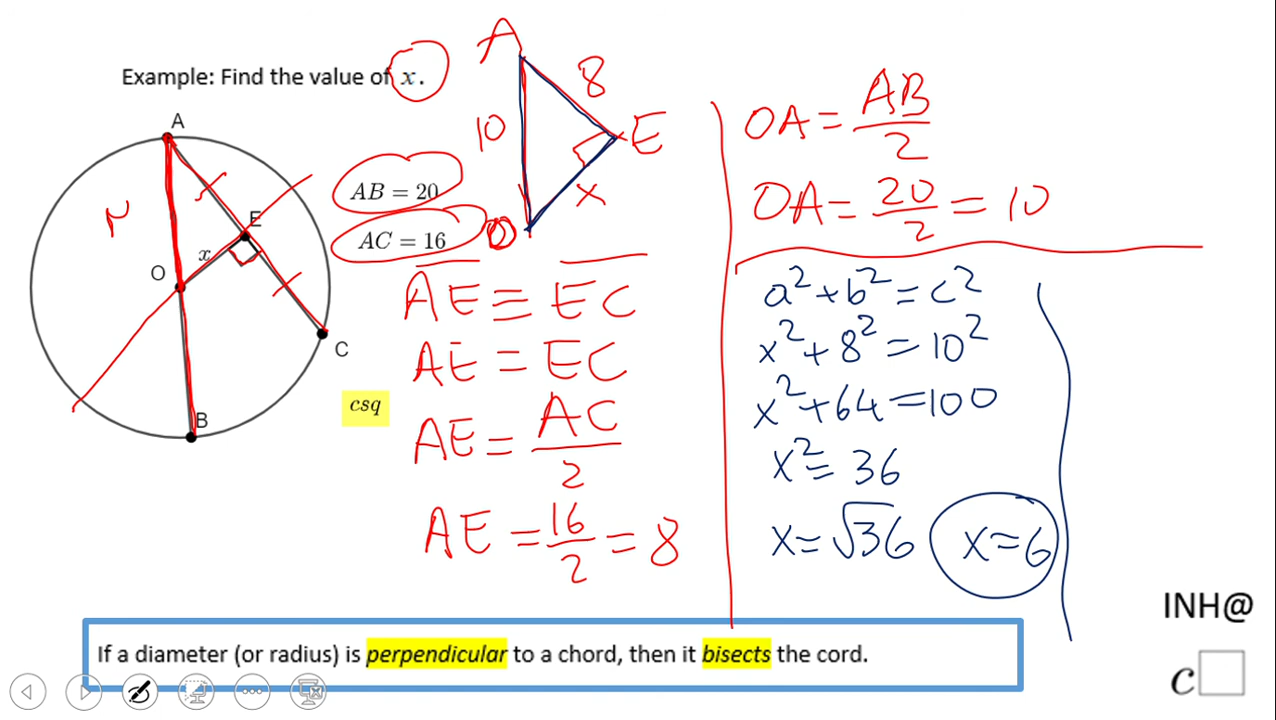 Example: Find the value of x.
A
E
x
O
C
B
r
AB = 20
AC = 16
csq
A
8
10
E
x
O
AE ≅ EC
AE = EC
AE = AC/2
AE = 16/2 = 8
OA = AB/2
OA = 20/2 = 10
a² + b² = c²
x² + 8² = 10²
x² + 64 = 100
x² = 36
x = √36 x = 6
If a diameter (or radius) is perpendicular to a chord, then it bisects the cord.
INH@
c